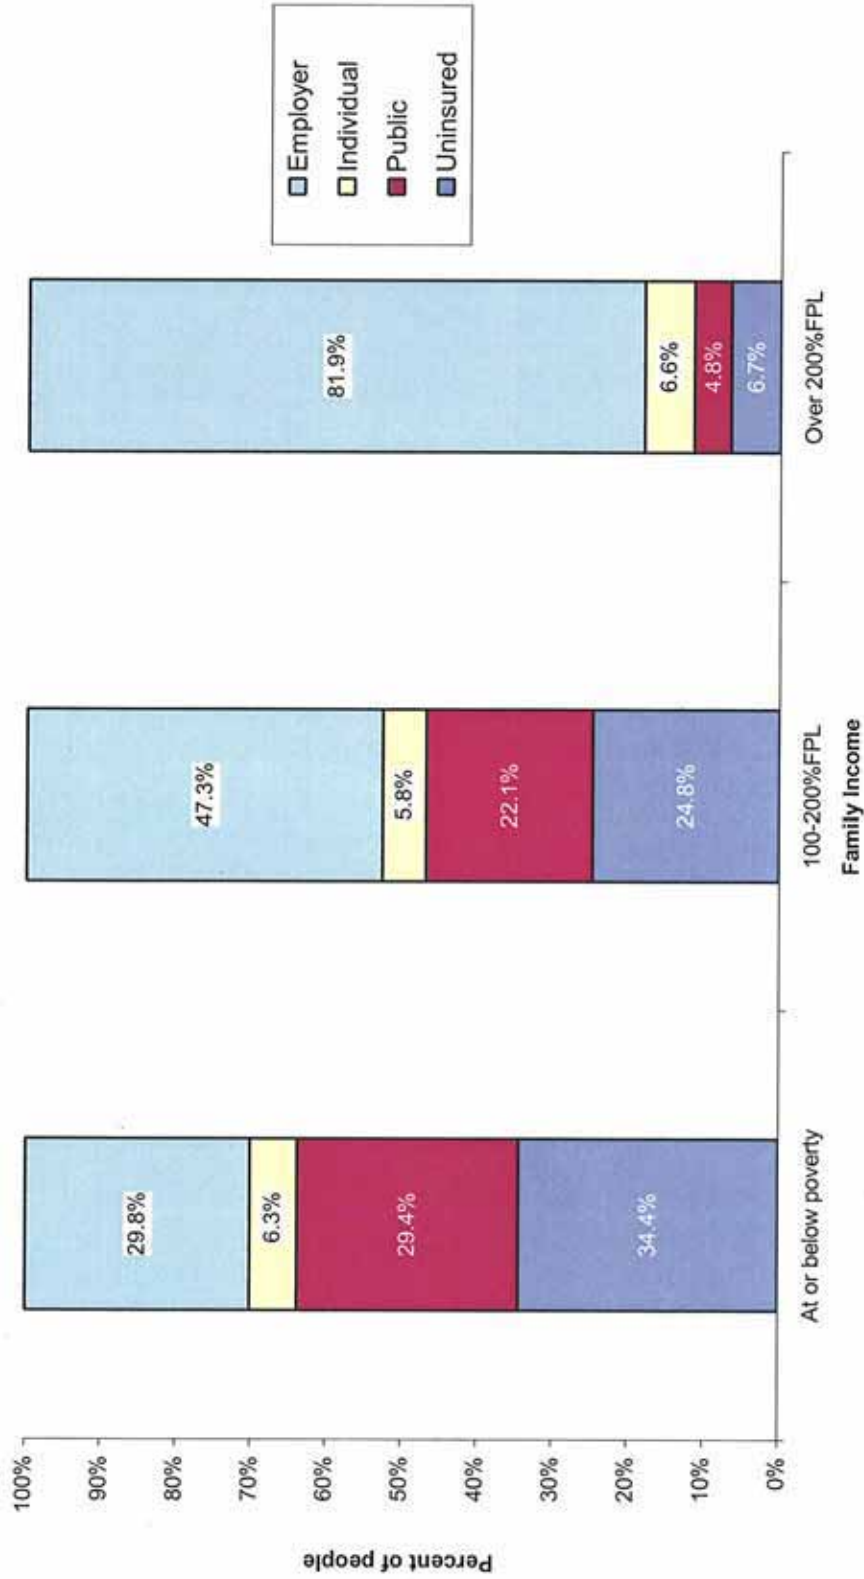 Employer
Individual
Public
Uninsured
Percent of people
100%
90%
80%
70%
60%
50%
40%
30%
20%
10%
0%
29.8%
6.3%
29.4%
34.4%
47.3%
5.8%
22.1%
24.8%
81.9%
6.6%
4.8%
6.7%
At or below poverty
100-200%FPL
Over 200%FPL
Family Income